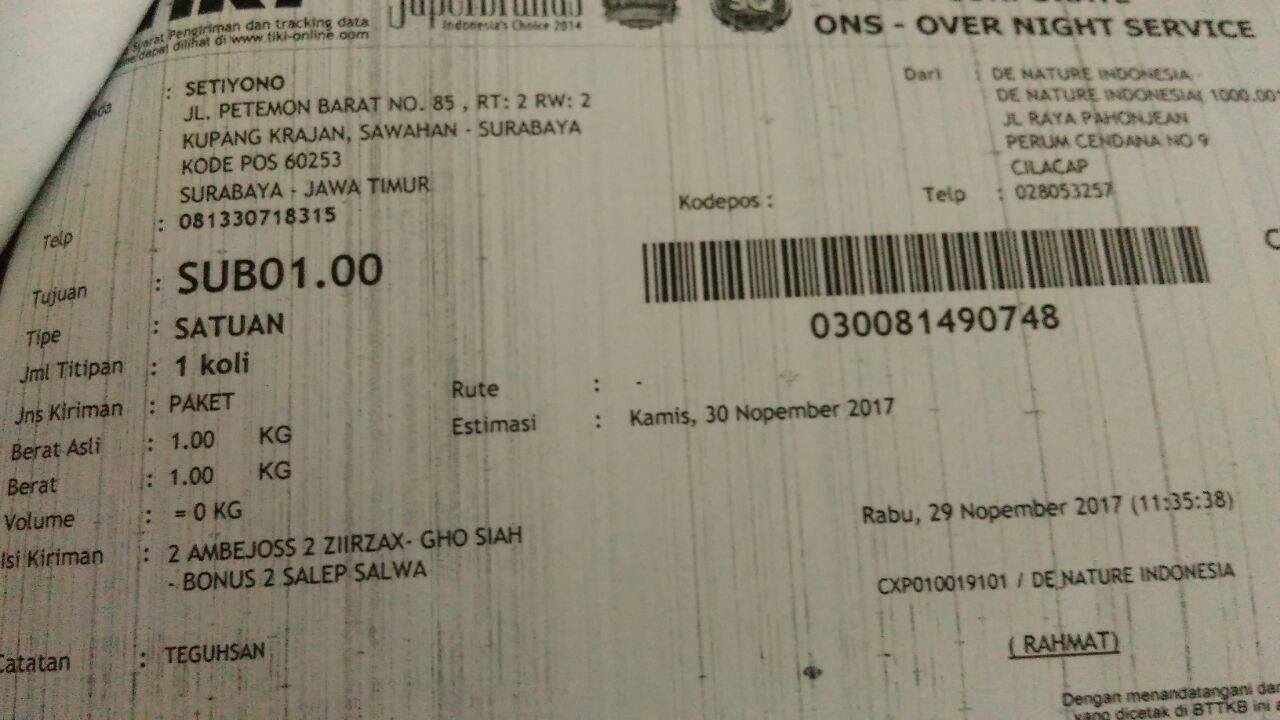 TIKI
Superbrands
Indonesia's Choice 2014
Syarat Pengiriman dan tracking data
dapat dilihat di www.tiki-online.com
ONS - OVER NIGHT SERVICE
: SETIYONO
JL. PETEMON BARAT NO. 85 , RT: 2 RW: 2
KUPANG KRAJAN, SAWAHAN - SURABAYA
KODE POS 60253
SURABAYA - JAWA TIMUR
Telp : 081330718315
Dari : DE NATURE INDONESIA -
DE NATURE INDONESIA( 1000.001
JL RAYA PAHONJEAN
PERUM CENDANA NO 9
CILACAP
Kodepos : Telp : 028053257
Tujuan : SUB01.00
030081490748
Tipe : SATUAN
Jml Titipan : 1 koli
Jns Kiriman : PAKET
Rute : -
Berat Asli : 1.00 KG
Estimasi : Kamis, 30 Nopember 2017
Berat : 1.00 KG
Volume : = 0 KG
Rabu, 29 Nopember 2017 (11:35:38)
Isi Kiriman : 2 AMBEJOSS 2 ZIIRZAX- GHO SIAH
- BONUS 2 SALEP SALWA
CXP010019101 / DE NATURE INDONESIA
Catatan : TEGUHSAN
( RAHMAT)
Dengan menandatangani dan
yang dicetak di BTTKB ini